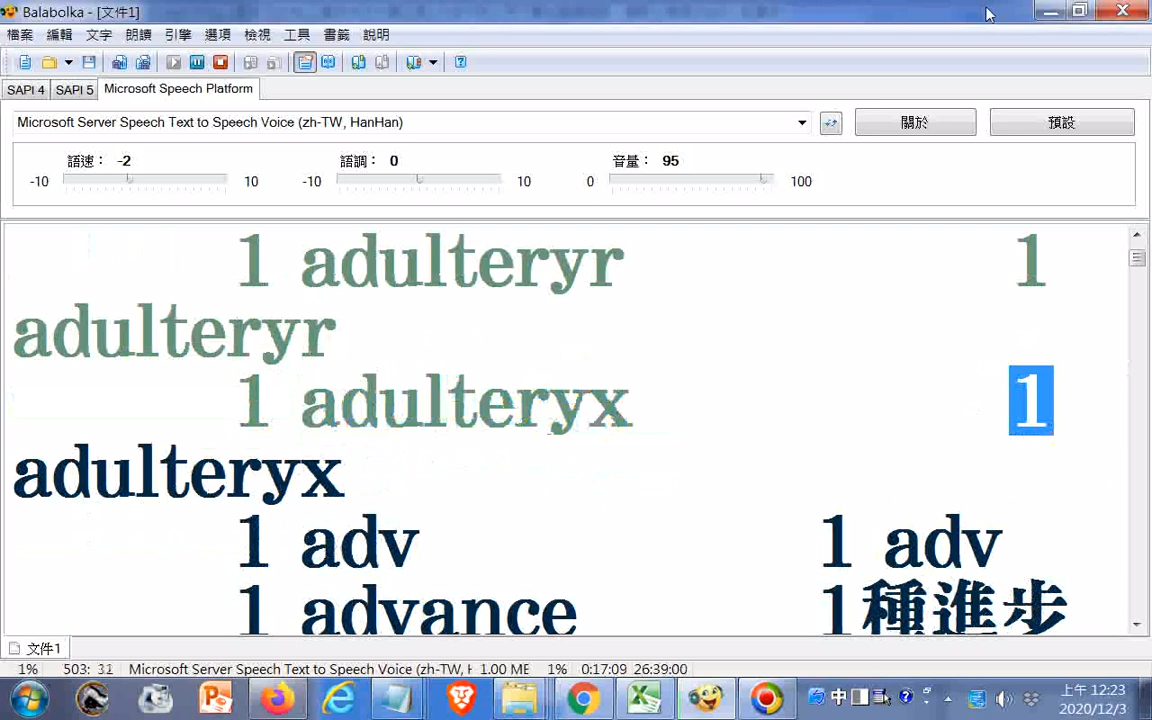 Balabolka - [文件1]
檔案 編輯 文字 朗讀 引擎 選項 檢視 工具 書籤 說明
SAPI 4 SAPI 5 Microsoft Speech Platform
Microsoft Server Speech Text to Speech Voice (zh-TW, HanHan) 關於 預設
語速： -2 語調： 0 音量： 95
-10 10 -10 10 0 100
1 adulteryr 1
adulteryr
1 adulteryx 1
adulteryx
1 adv 1 adv
1 advance 1種進步
文件1
1% 503: 31 Microsoft Server Speech Text to Speech Voice (zh-TW, H 1.00 ME 1% 0:17:09 26:39:00
中 上午 12:23
2020/12/3